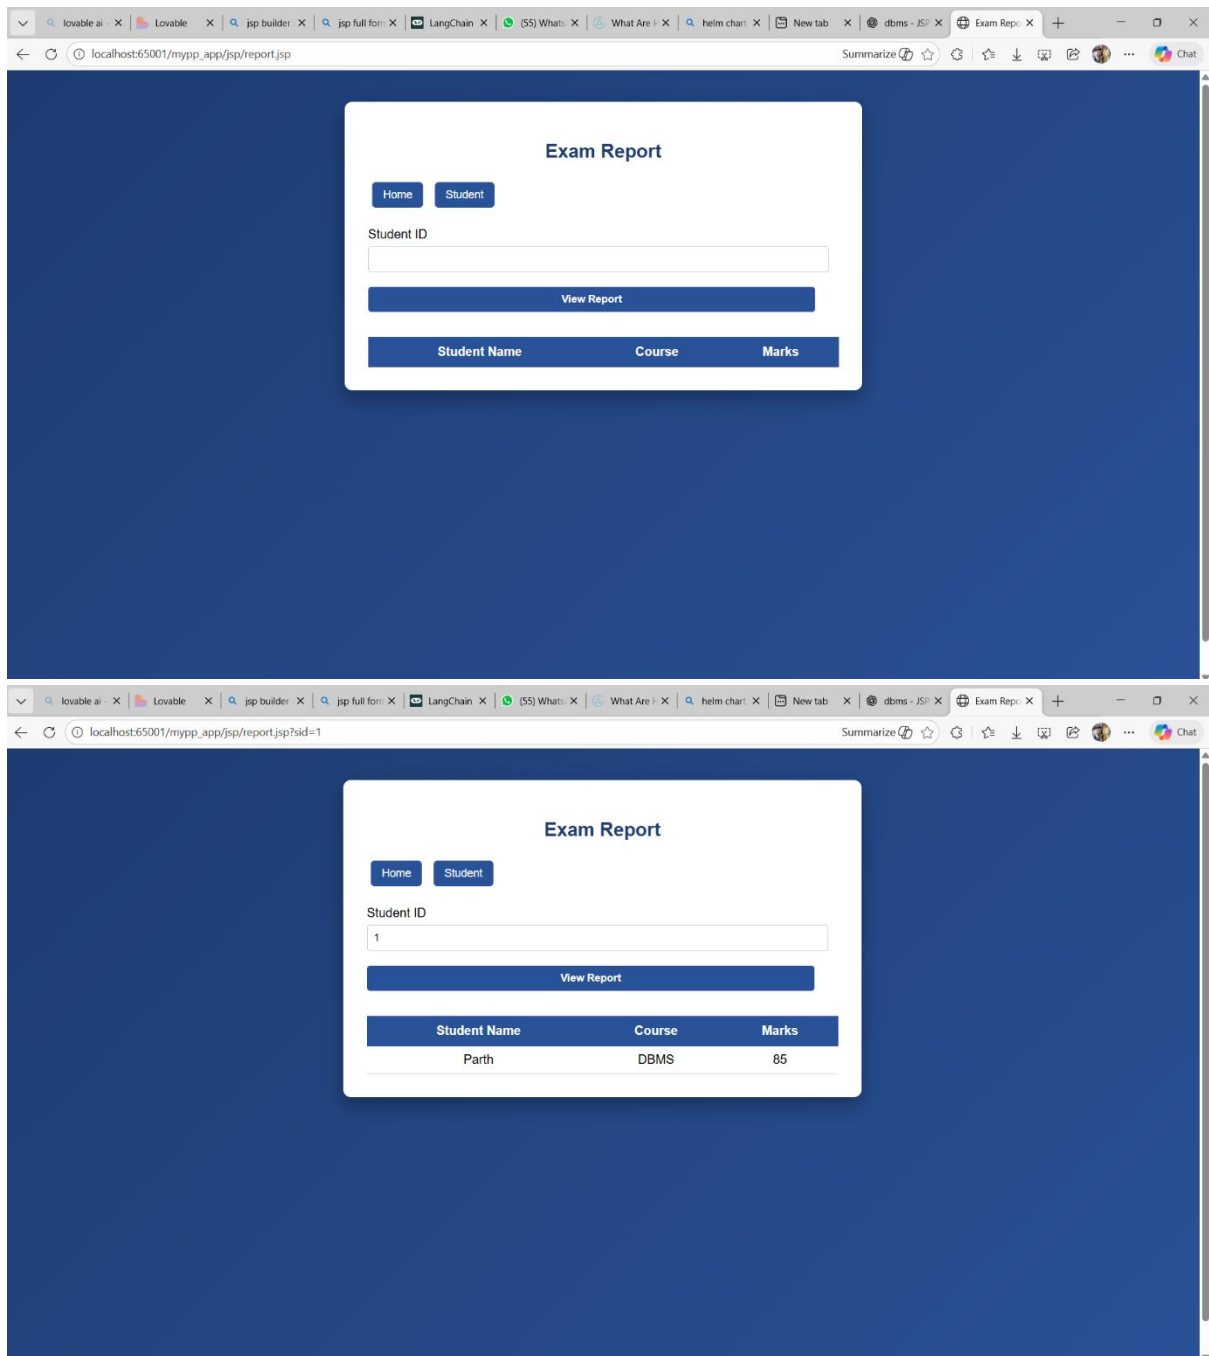 lovable ai - Lovable jsp builder jsp full form LangChain (55) Whats What Are H helm chart New tab dbms - JSP Exam Repo
localhost:65001/mypp_app/jsp/report.jsp Summarize Chat
Exam Report
Home Student
Student ID
View Report
Student Name Course Marks
lovable ai - Lovable jsp builder jsp full form LangChain (55) Whats What Are H helm chart New tab dbms - JSP Exam Repo
localhost:65001/mypp_app/jsp/report.jsp?sid=1 Summarize Chat
Exam Report
Home Student
Student ID
1
View Report
Student Name Course Marks
Parth DBMS 85